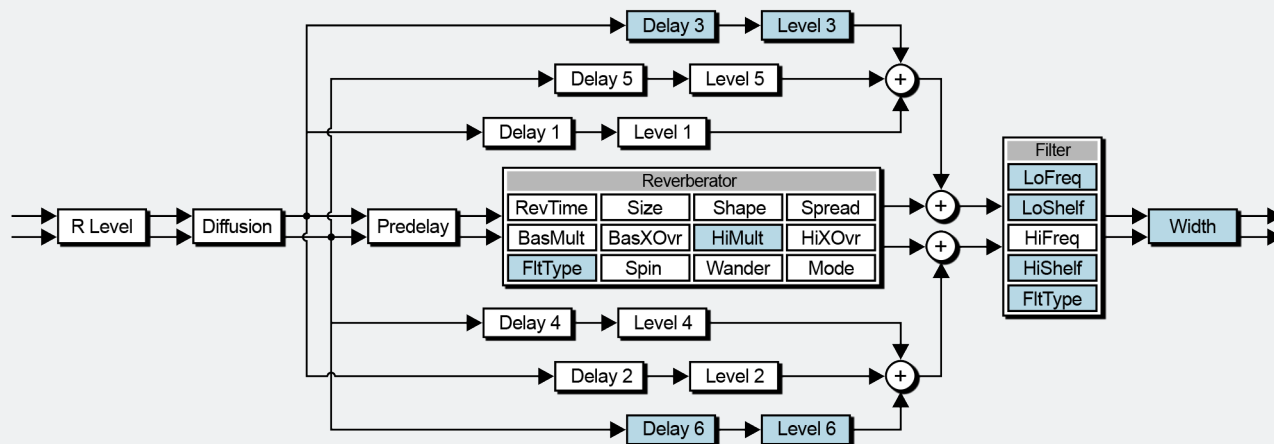 Delay 3 Level 3
Delay 5 Level 5 +
Delay 1 Level 1
Reverberator
RevTime Size Shape Spread
BasMult BasXOvr HiMult HiXOvr
FltType Spin Wander Mode
R Level Diffusion Predelay
+
+
Filter
LoFreq
LoShelf
HiFreq
HiShelf
FltType
Width
Delay 4 Level 4
Delay 2 Level 2 +
Delay 6 Level 6